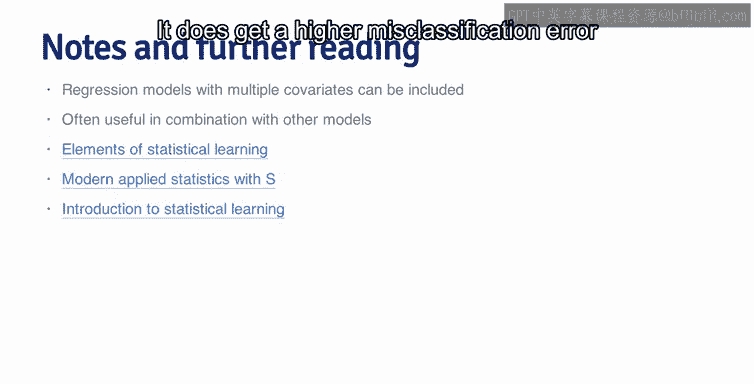 It does get a higher misclassification error
Notes and further reading
· Regression models with multiple covariates can be included
· Often useful in combination with other models
· Elements of statistical learning
· Modern applied statistics with S
· Introduction to statistical learning